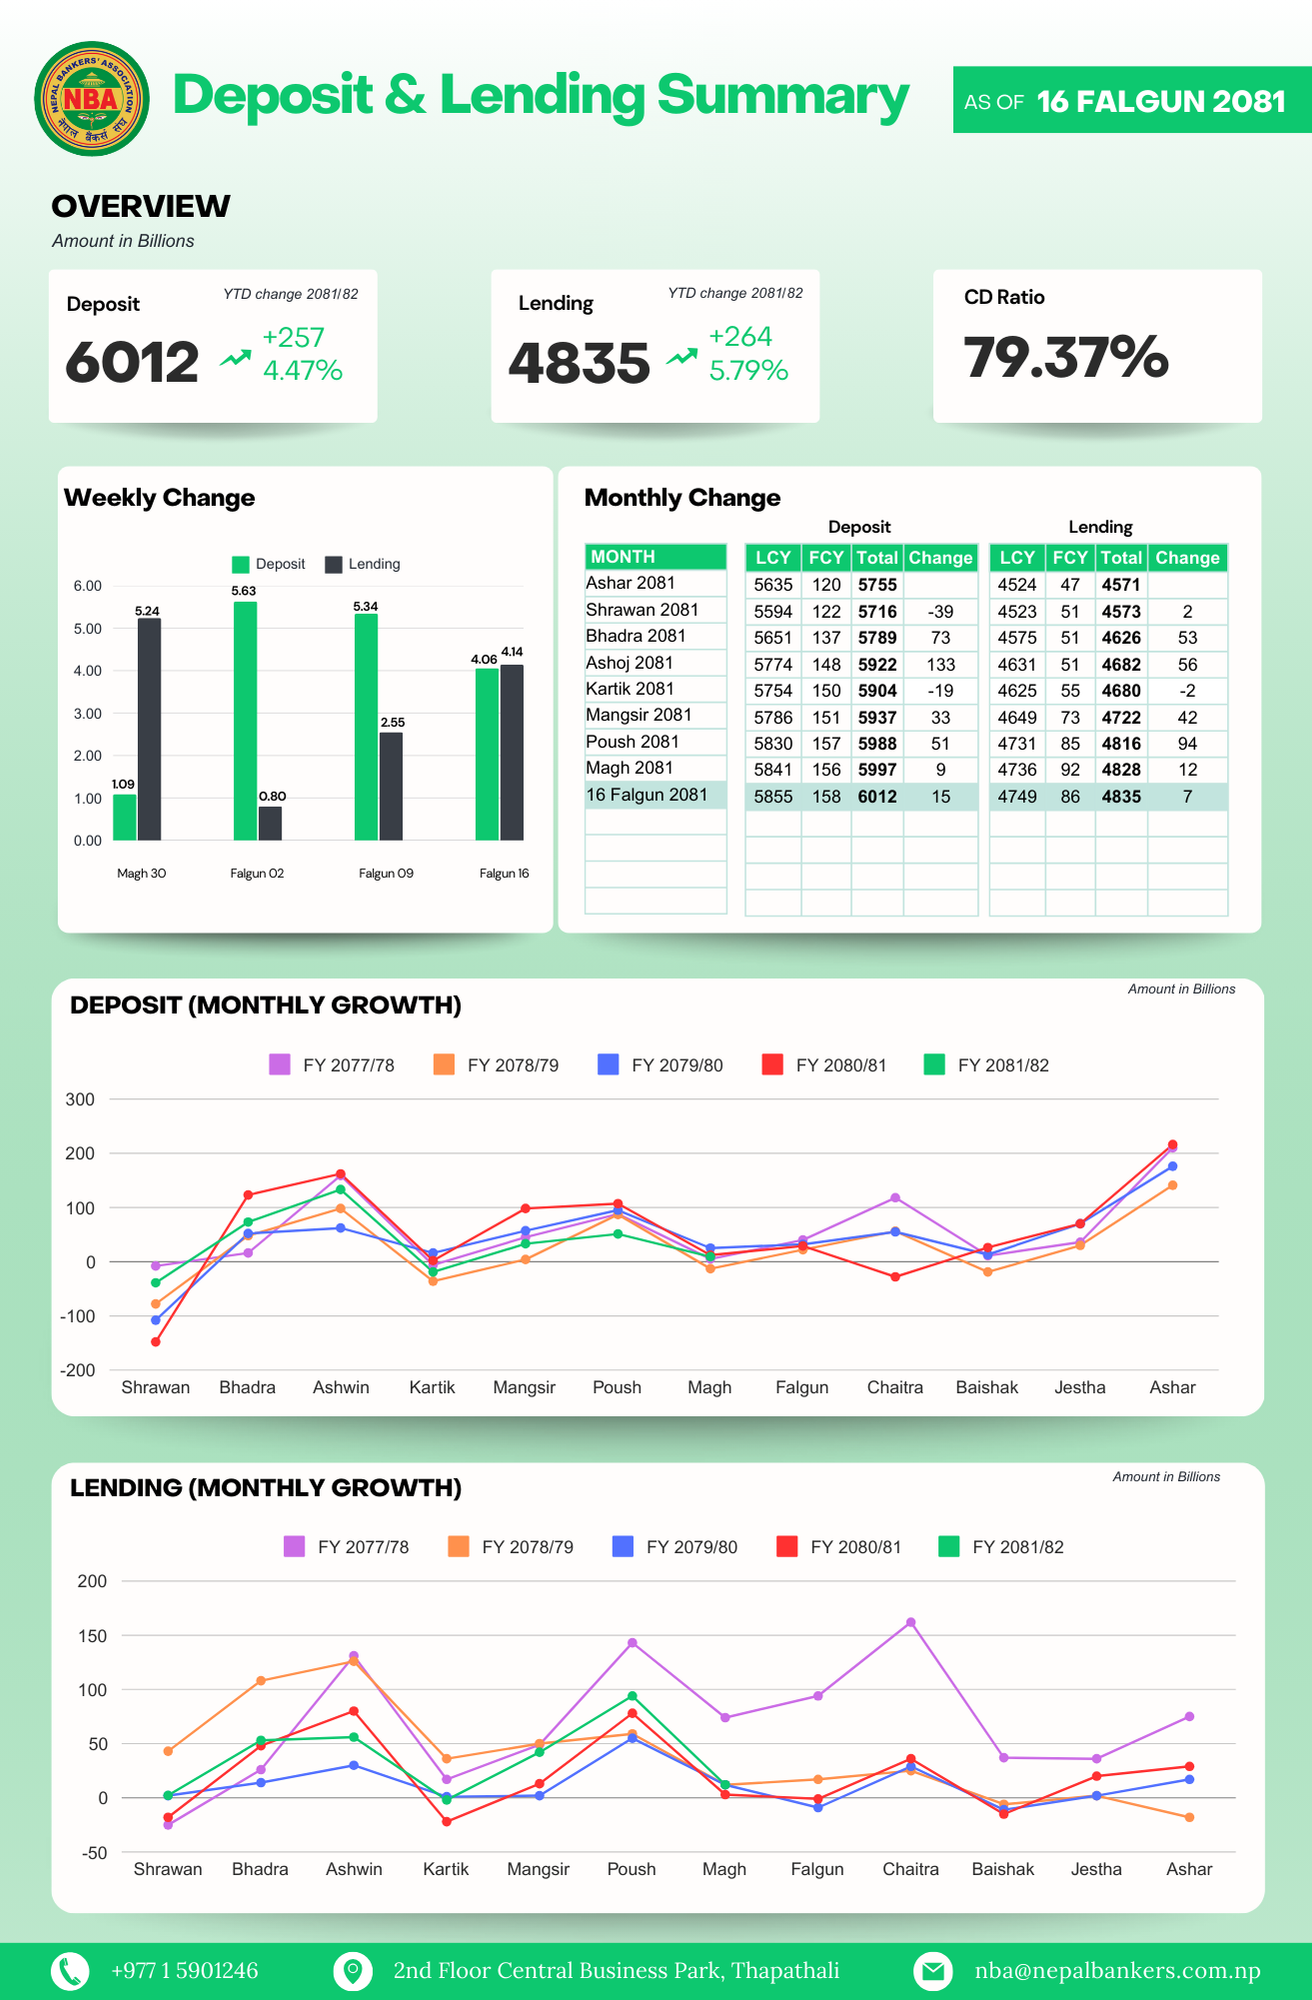 NEPAL BANKERS' ASSOCIATION
NBA
नेपाल बैंकर्स संघ
Deposit & Lending Summary
AS OF 16 FALGUN 2081
OVERVIEW
Amount in Billions
Deposit
YTD change 2081/82
6012
+257
4.47%
Lending
YTD change 2081/82
4835
+264
5.79%
CD Ratio
79.37%
Weekly Change
Deposit Lending
6.00
5.00
4.00
3.00
2.00
1.00
0.00
1.09 5.24
5.63 0.80
5.34 2.55
4.06 4.14
Magh 30 Falgun 02 Falgun 09 Falgun 16
Monthly Change
Deposit Lending
MONTH LCY FCY Total Change LCY FCY Total Change
Ashar 2081 5635 120 5755 4524 47 4571
Shrawan 2081 5594 122 5716 -39 4523 51 4573 2
Bhadra 2081 5651 137 5789 73 4575 51 4626 53
Ashoj 2081 5774 148 5922 133 4631 51 4682 56
Kartik 2081 5754 150 5904 -19 4625 55 4680 -2
Mangsir 2081 5786 151 5937 33 4649 73 4722 42
Poush 2081 5830 157 5988 51 4731 85 4816 94
Magh 2081 5841 156 5997 9 4736 92 4828 12
16 Falgun 2081 5855 158 6012 15 4749 86 4835 7
DEPOSIT (MONTHLY GROWTH)
Amount in Billions
FY 2077/78 FY 2078/79 FY 2079/80 FY 2080/81 FY 2081/82
300
200
100
0
-100
-200
Shrawan Bhadra Ashwin Kartik Mangsir Poush Magh Falgun Chaitra Baishak Jestha Ashar
LENDING (MONTHLY GROWTH)
Amount in Billions
FY 2077/78 FY 2078/79 FY 2079/80 FY 2080/81 FY 2081/82
200
150
100
50
0
-50
Shrawan Bhadra Ashwin Kartik Mangsir Poush Magh Falgun Chaitra Baishak Jestha Ashar
+977 1 5901246
2nd Floor Central Business Park, Thapathali
nba@nepalbankers.com.np